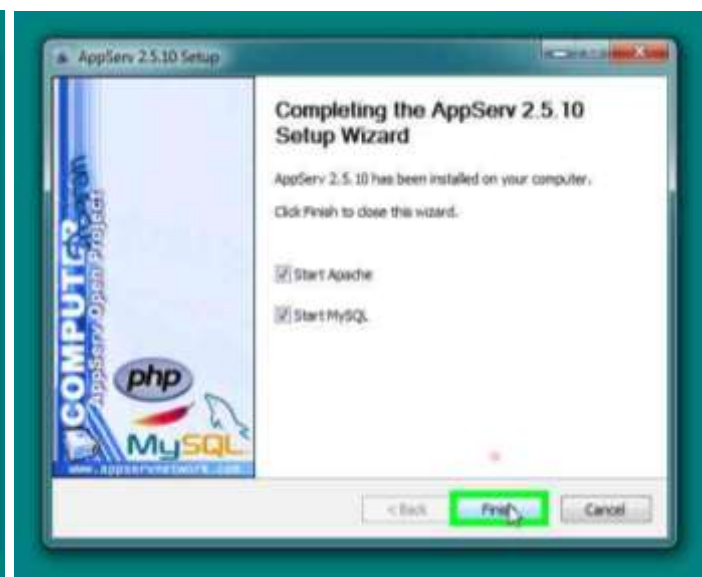 AppServ 2.5.10 Setup
Completing the AppServ 2.5.10
Setup Wizard
AppServ 2.5.10 has been installed on your computer.
Click Finish to close this wizard.
Start Apache
Start MySQL
COMPUTER
AppServ Open Project
php
MySQL
www.appservnetwork.com
< Back
Finish
Cancel